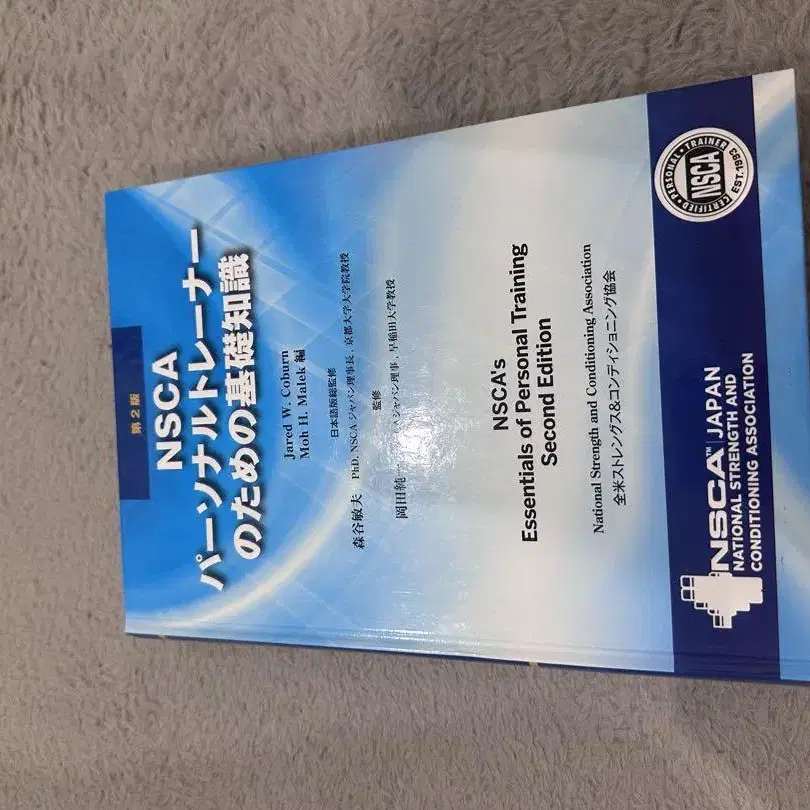 第2版
NSCA
パーソナルトレーナー
のための基礎知識
Jared W. Coburn
Moh H. Malek 編
日本語版総監修
森谷敏夫 PhD, NSCAジャパン理事長, 京都大学大学院教授
監修
岡田純一 ジャパン理事, 早稲田大学教授
NSCA's
Essentials of Personal Training
Second Edition
National Strength and Conditioning Association
全米ストレングス&コンディショニング協会
NSCA™ JAPAN
NATIONAL STRENGTH AND
CONDITIONING ASSOCIATION
CERTIFIED • PERSONAL • TRAINER
NSCA
EST. 1993